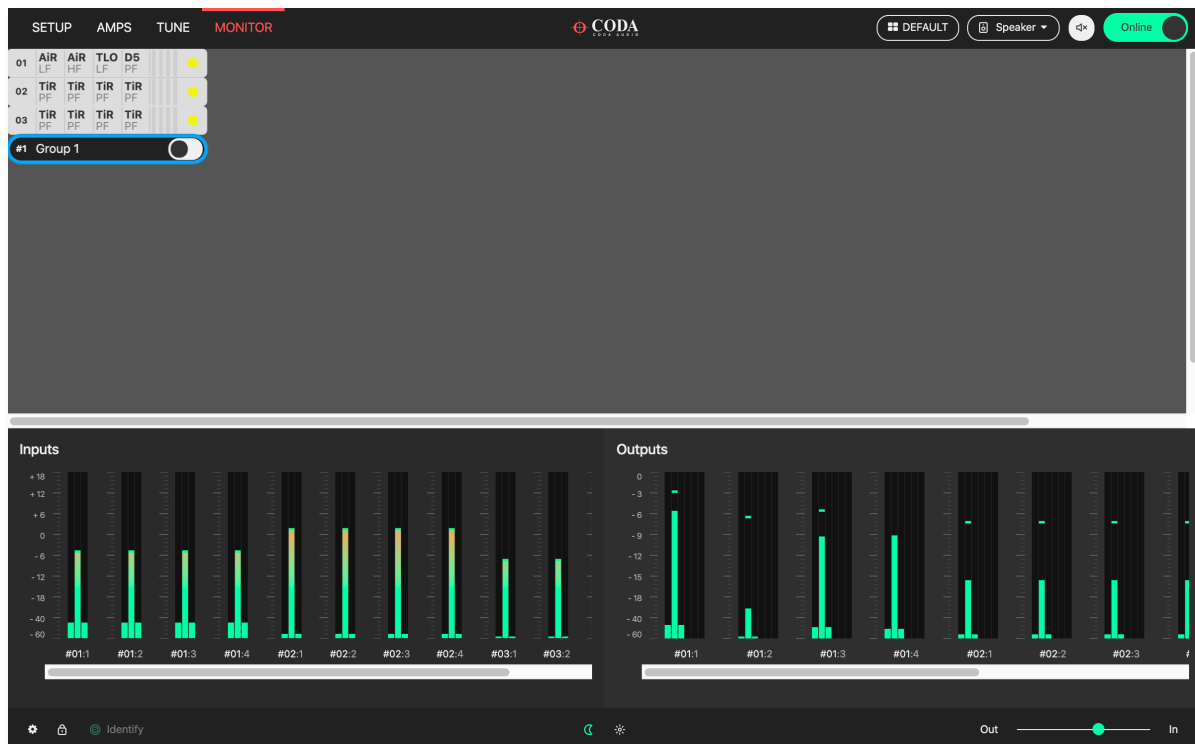 SETUP AMPS TUNE MONITOR CODA DEFAULT Speaker Online
CODA AUDIO
01 AiR AiR TLO D5
LF HF LF PF
02 TiR TiR TiR TiR
PF PF PF PF
03 TiR TiR TiR TiR
PF PF PF PF
#1 Group 1
Inputs
+18
+12
+6
0
-6
-12
-18
-40
-60
#01:1 #01:2 #01:3 #01:4 #02:1 #02:2 #02:3 #02:4 #03:1 #03:2
Outputs
0
-3
-6
-9
-12
-15
-18
-40
-60
#01:1 #01:2 #01:3 #01:4 #02:1 #02:2 #02:3
Identify Out In